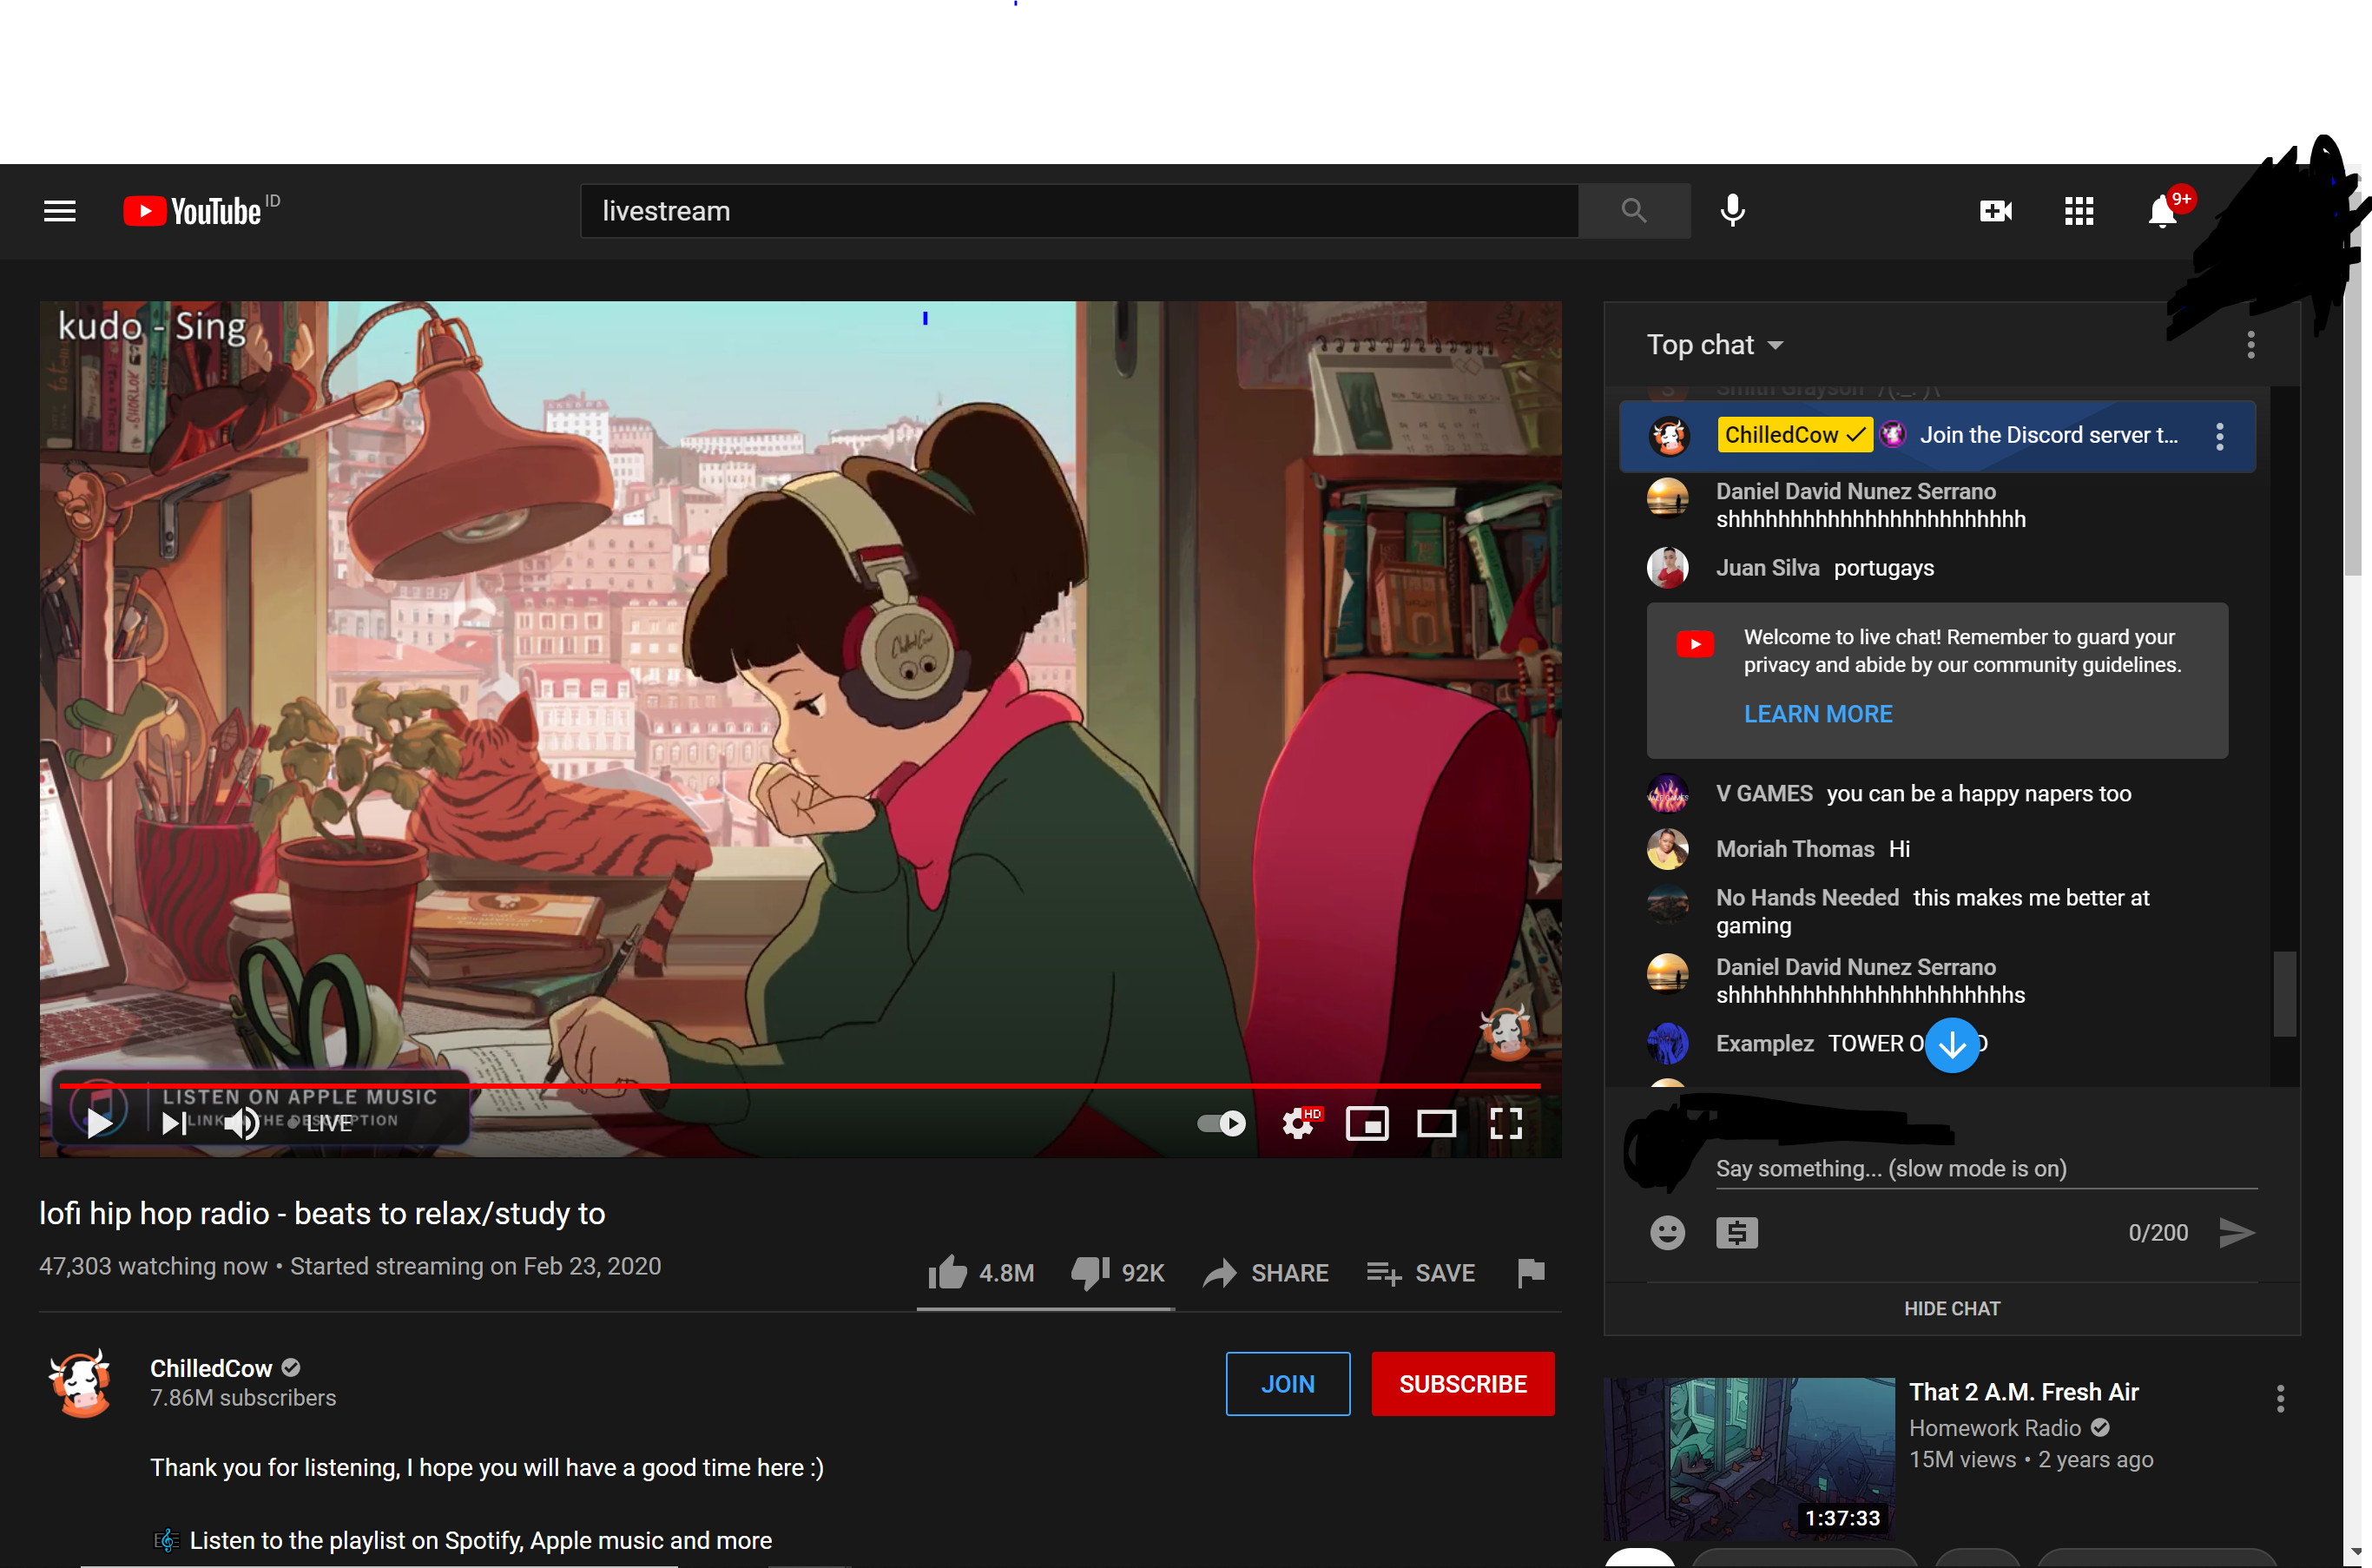 YouTube ID
livestream
9+
kudo - Sing
SHORLOK
ChilledCow
LISTEN ON APPLE MUSIC
LIVE
HD
lofi hip hop radio - beats to relax/study to
47,303 watching now • Started streaming on Feb 23, 2020
4.8M
92K
SHARE
SAVE
ChilledCow
7.86M subscribers
JOIN
SUBSCRIBE
Thank you for listening, I hope you will have a good time here :)
🎼 Listen to the playlist on Spotify, Apple music and more
Top chat
Smith Grayson
ChilledCow Join the Discord server t...
Daniel David Nunez Serrano
shhhhhhhhhhhhhhhhhhhhhhhh
Juan Silva portugays
Welcome to live chat! Remember to guard your
privacy and abide by our community guidelines.
LEARN MORE
V GAMES you can be a happy napers too
Moriah Thomas Hi
No Hands Needed this makes me better at
gaming
Daniel David Nunez Serrano
shhhhhhhhhhhhhhhhhhhhhhhs
Examplez TOWER
Say something... (slow mode is on)
0/200
HIDE CHAT
That 2 A.M. Fresh Air
Homework Radio
15M views • 2 years ago
1:37:33